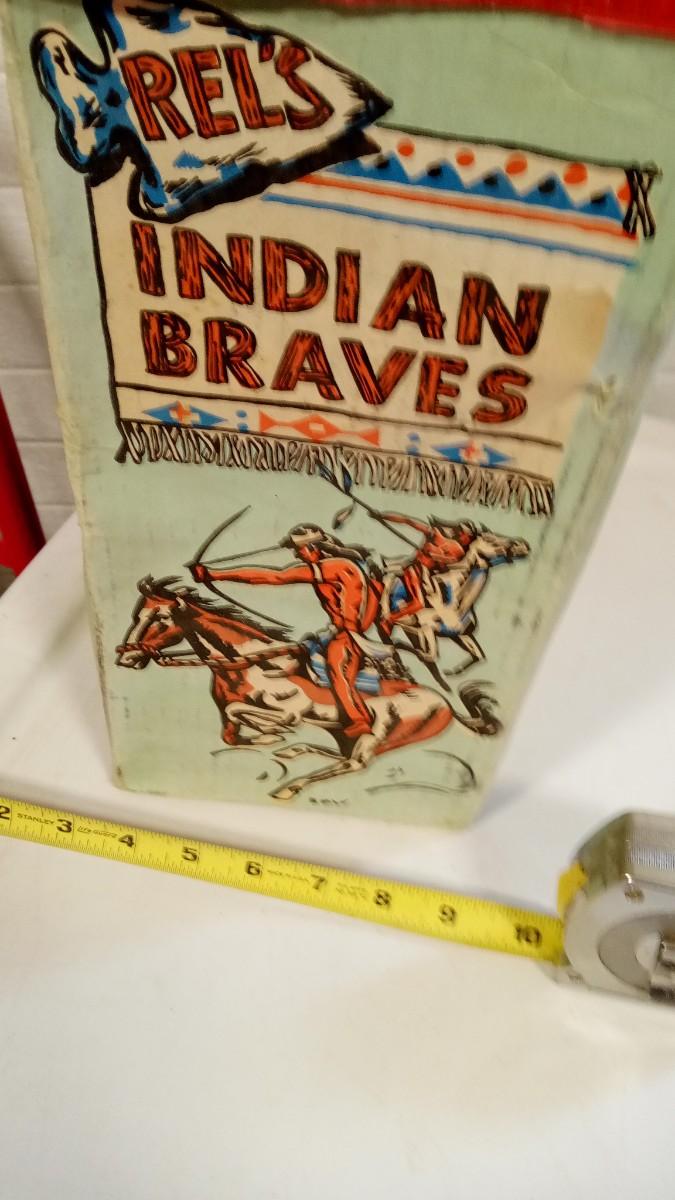 REL'S
INDIAN
BRAVES
2 STANLEY 3 4 5 6 7 8 9 10